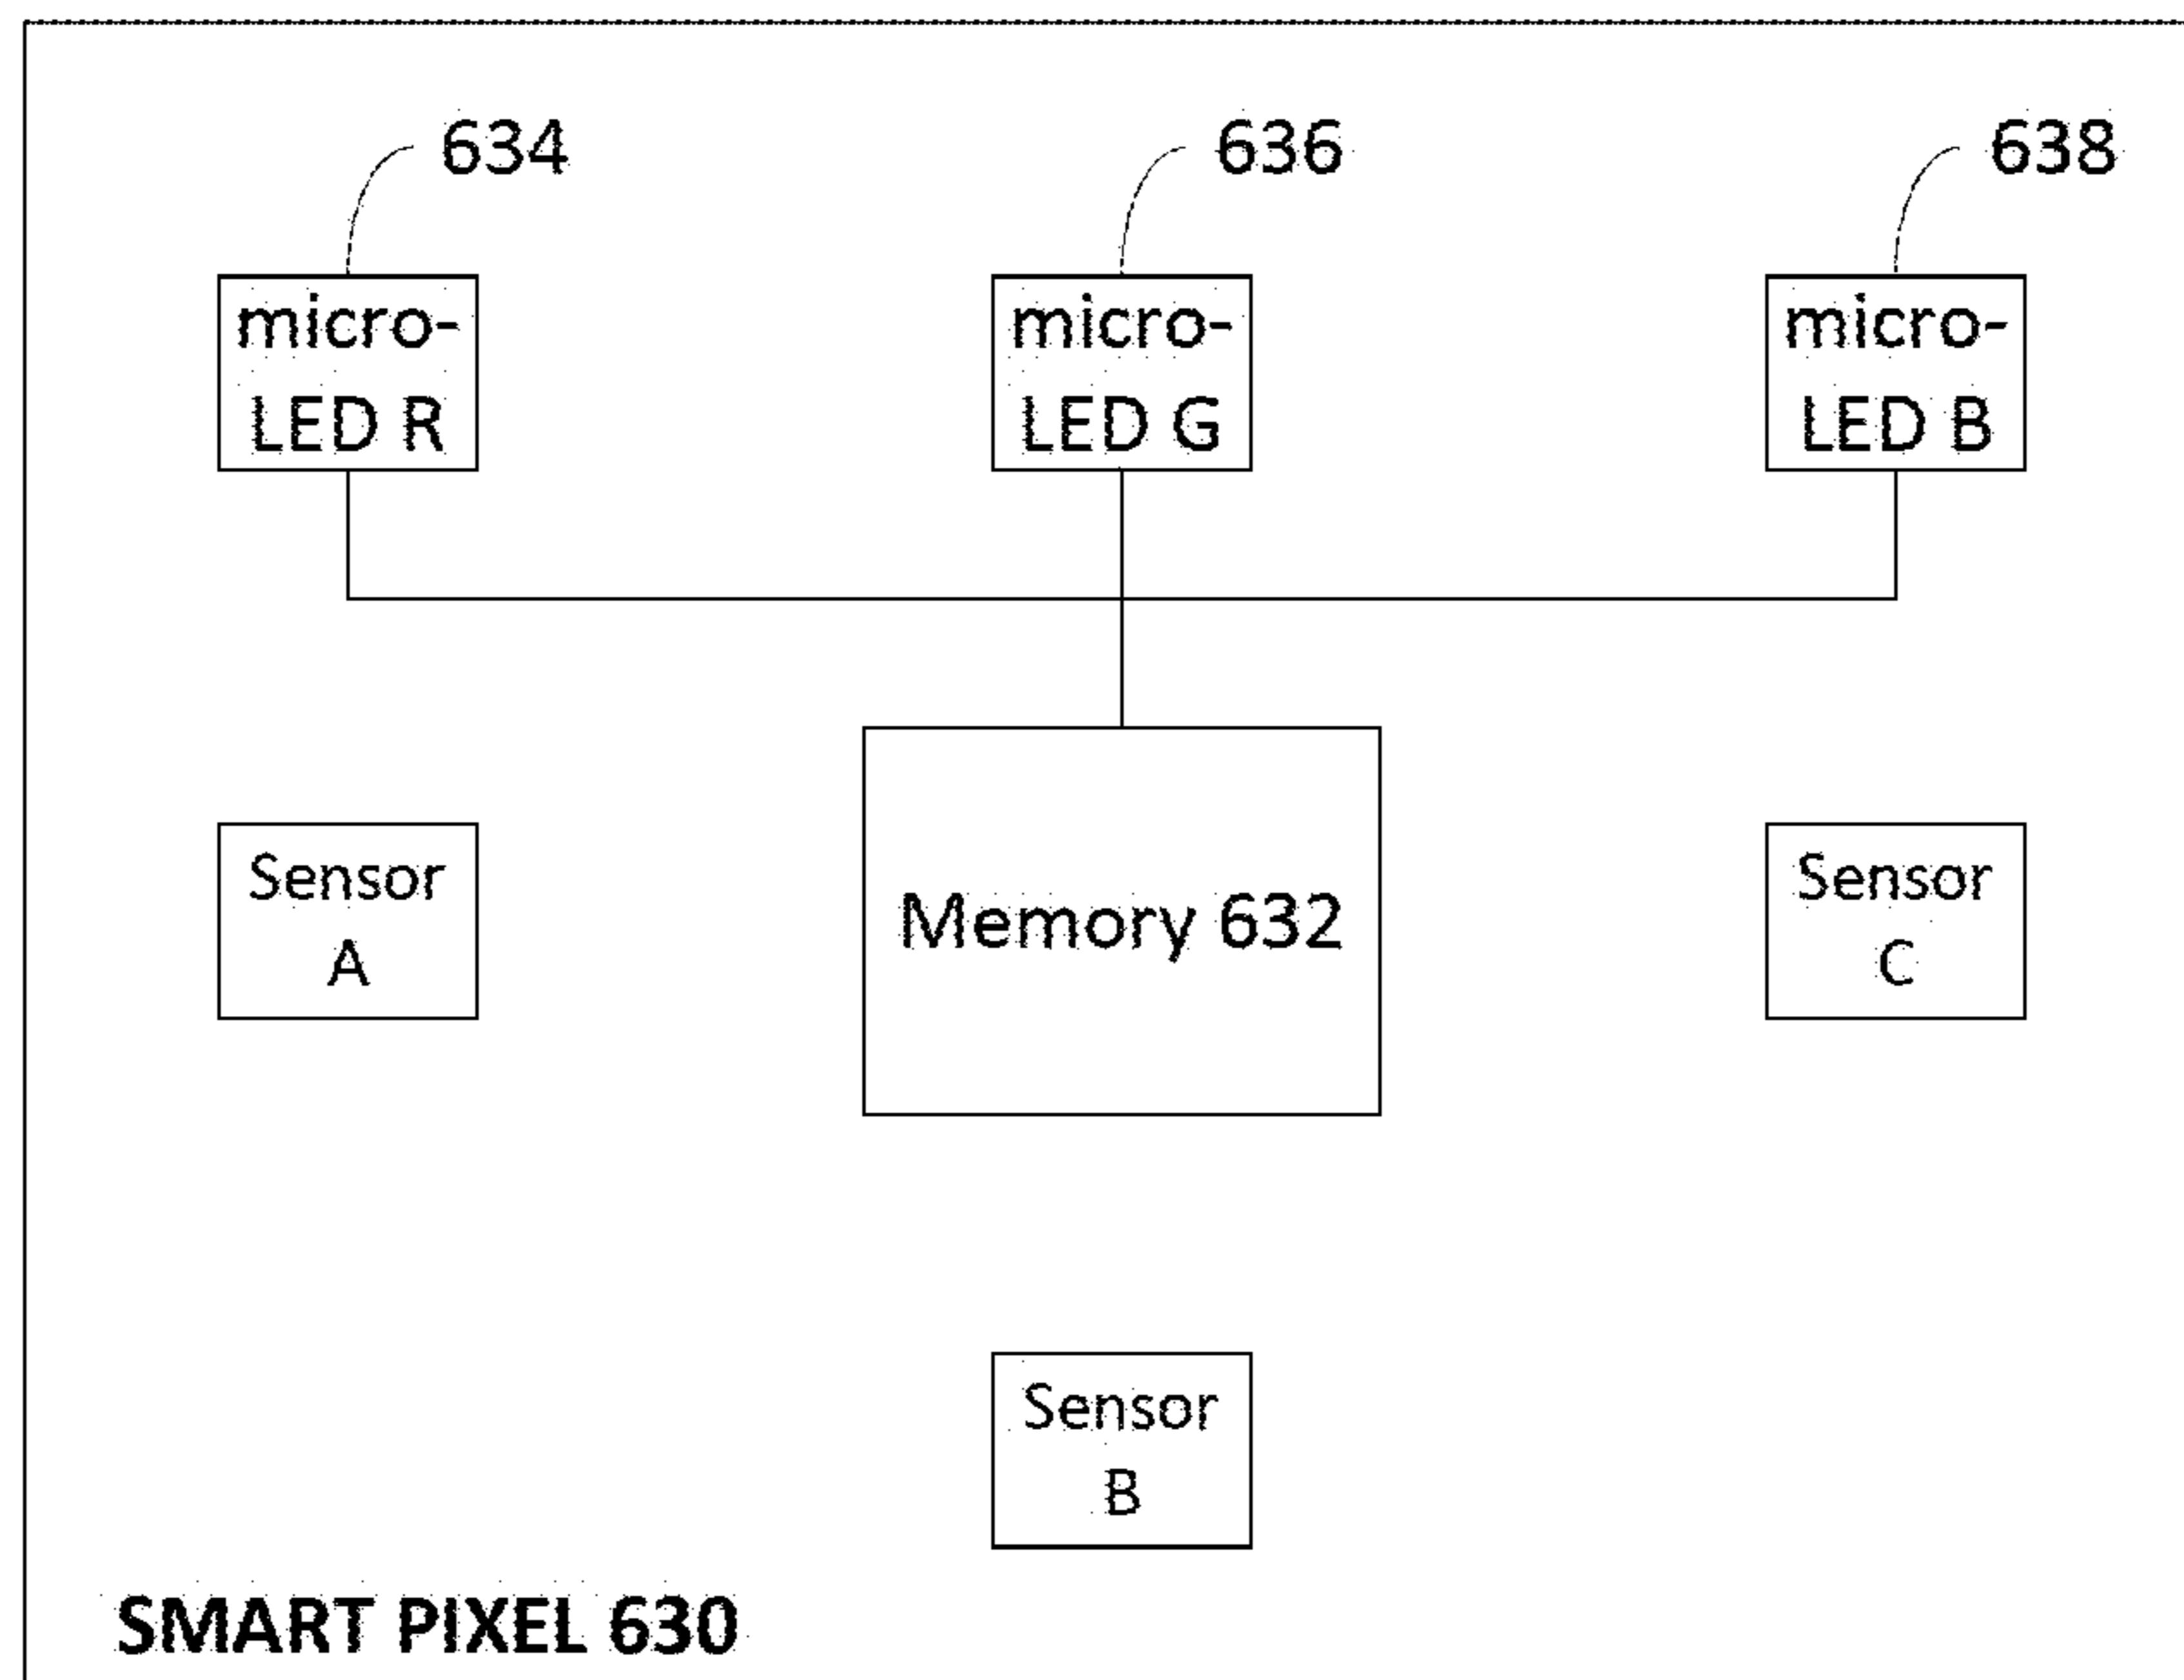 634
636
638
micro-
LED R
micro-
LED G
micro-
LED B
Sensor
A
Memory 632
Sensor
C
Sensor
B
SMART PIXEL 630